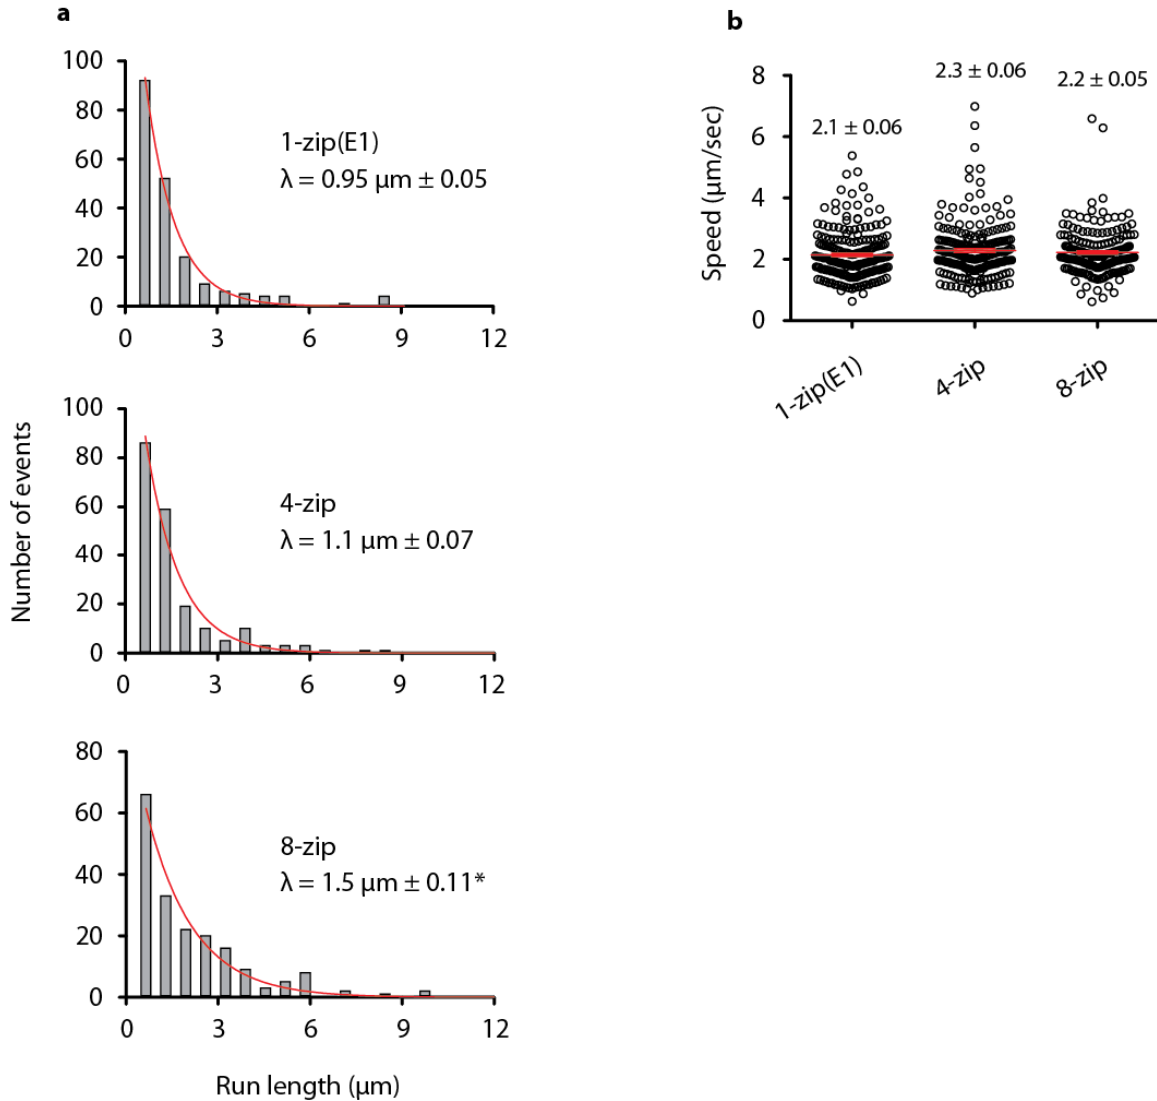 a
100
80
60
40
20
0
0 3 6 9 12
1-zip(E1)
λ = 0.95 µm ± 0.05
100
80
60
40
20
0
0 3 6 9 12
4-zip
λ = 1.1 µm ± 0.07
80
60
40
20
0
0 3 6 9 12
8-zip
λ = 1.5 µm ± 0.11*
Number of events
Run length (µm)
b
8
6
4
2
0
Speed (µm/sec)
2.1 ± 0.06
2.3 ± 0.06
2.2 ± 0.05
1-zip(E1)
4-zip
8-zip